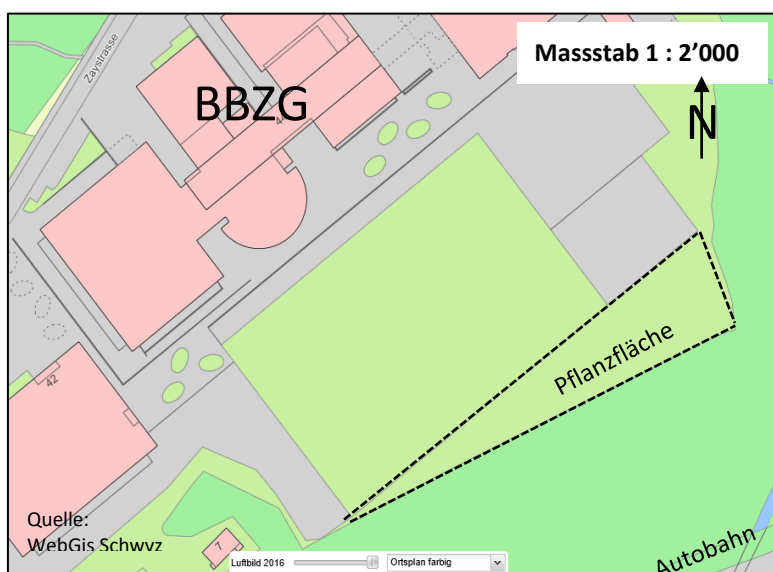 Zaystrasse
Massstab 1 : 2’000
BBZG
N
Pflanzfläche
42
7
Quelle:
WebGis Schwyz
Luftbild 2016
Ortsplan farbig
Autobahn